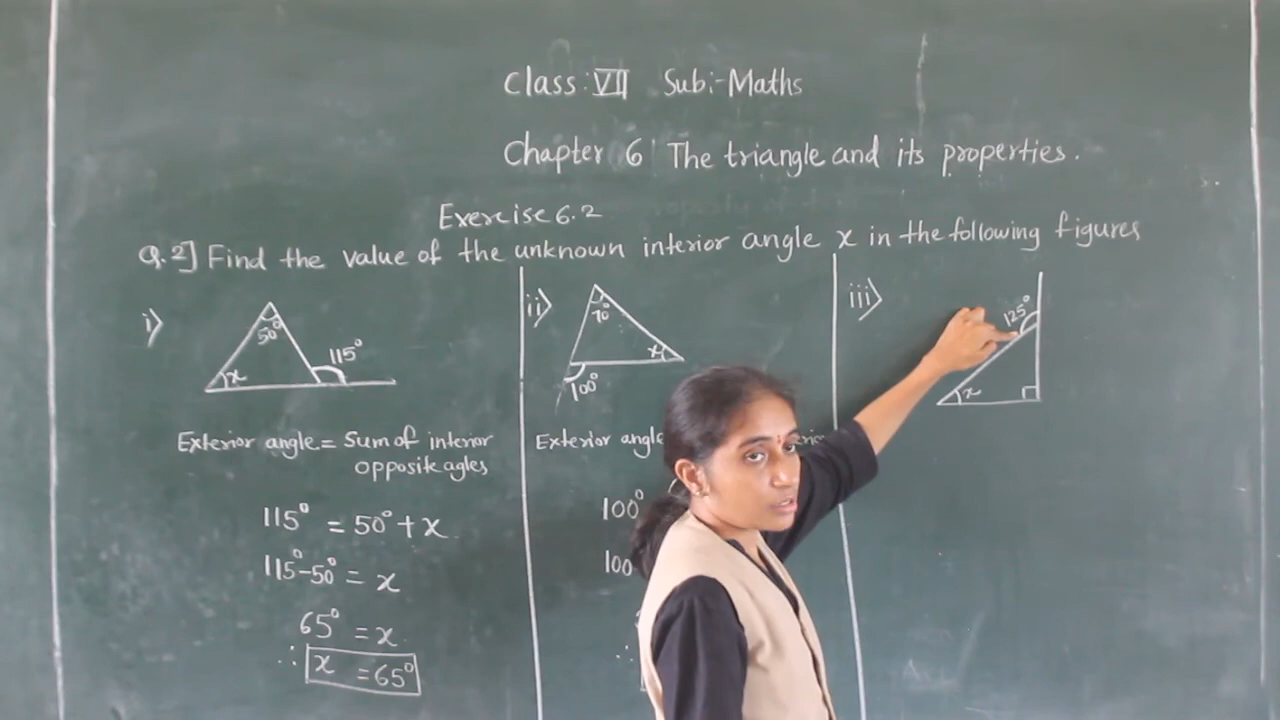 Class:VII Sub:-Maths
Chapter 6 The triangle and its properties.
Exercise 6.2
Q.2] Find the value of the unknown interior angle x in the following figures
i)
50°
115°
x
Exterior angle = Sum of interior
opposite agles
115° = 50° + x
115° - 50° = x
65° = x
∴ x = 65°
ii)
70°
x
100°
Exterior angle
100°
100
∴
iii)
125°
x